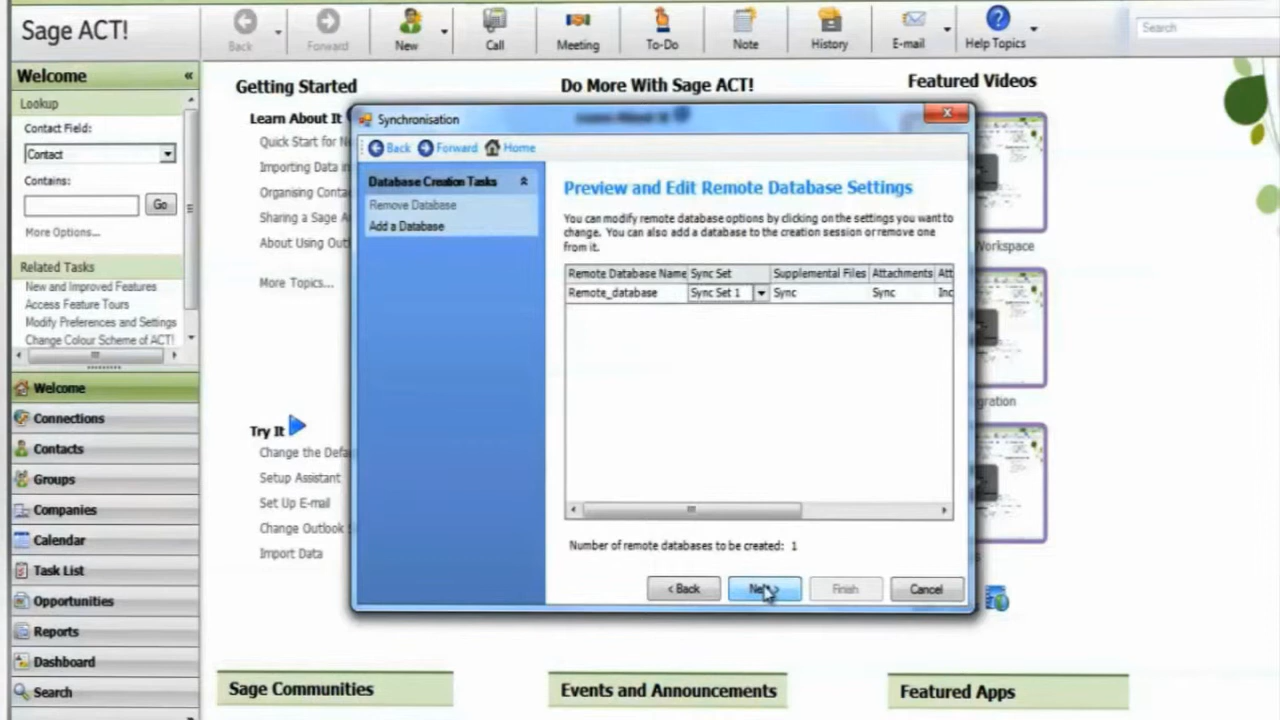 Sage ACT!
Back
Forward
New
Call
Meeting
To-Do
Note
History
E-mail
Help Topics
Search
Welcome «
Lookup
Contact Field:
Contact
Contains:
Go
More Options...
Related Tasks
New and Improved Features
Access Feature Tours
Modify Preferences and Settings
Change Colour Scheme of ACT!
Welcome
Connections
Contacts
Groups
Companies
Calendar
Task List
Opportunities
Reports
Dashboard
Search
Getting Started
Learn About It
Quick Start for
Importing Data
Organising
Sharing a Sage
About Using
More Topics...
Try It
Change the
Setup Assistant
Set Up E-mail
Change Outlook
Import Data
Do More With Sage ACT!
Featured Videos
Workspace
Synchronisation
Back Forward Home
Database Creation Tasks
Remove Database
Add a Database
Preview and Edit Remote Database Settings
You can modify remote database options by clicking on the settings you want to
change. You can also add a database to the creation session or remove one
from it.
Remote Database Name Sync Set Supplemental Files Attachments Att
Remote_database Sync Set 1 Sync Sync Inc
Number of remote databases to be created: 1
< Back
Next >
Finish
Cancel
Sage Communities
Events and Announcements
Featured Apps